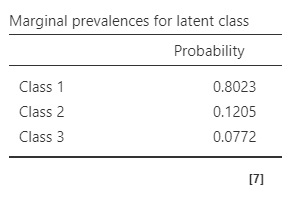 Marginal prevalences for latent class
Probability
Class 1 0.8023
Class 2 0.1205
Class 3 0.0772
[7]